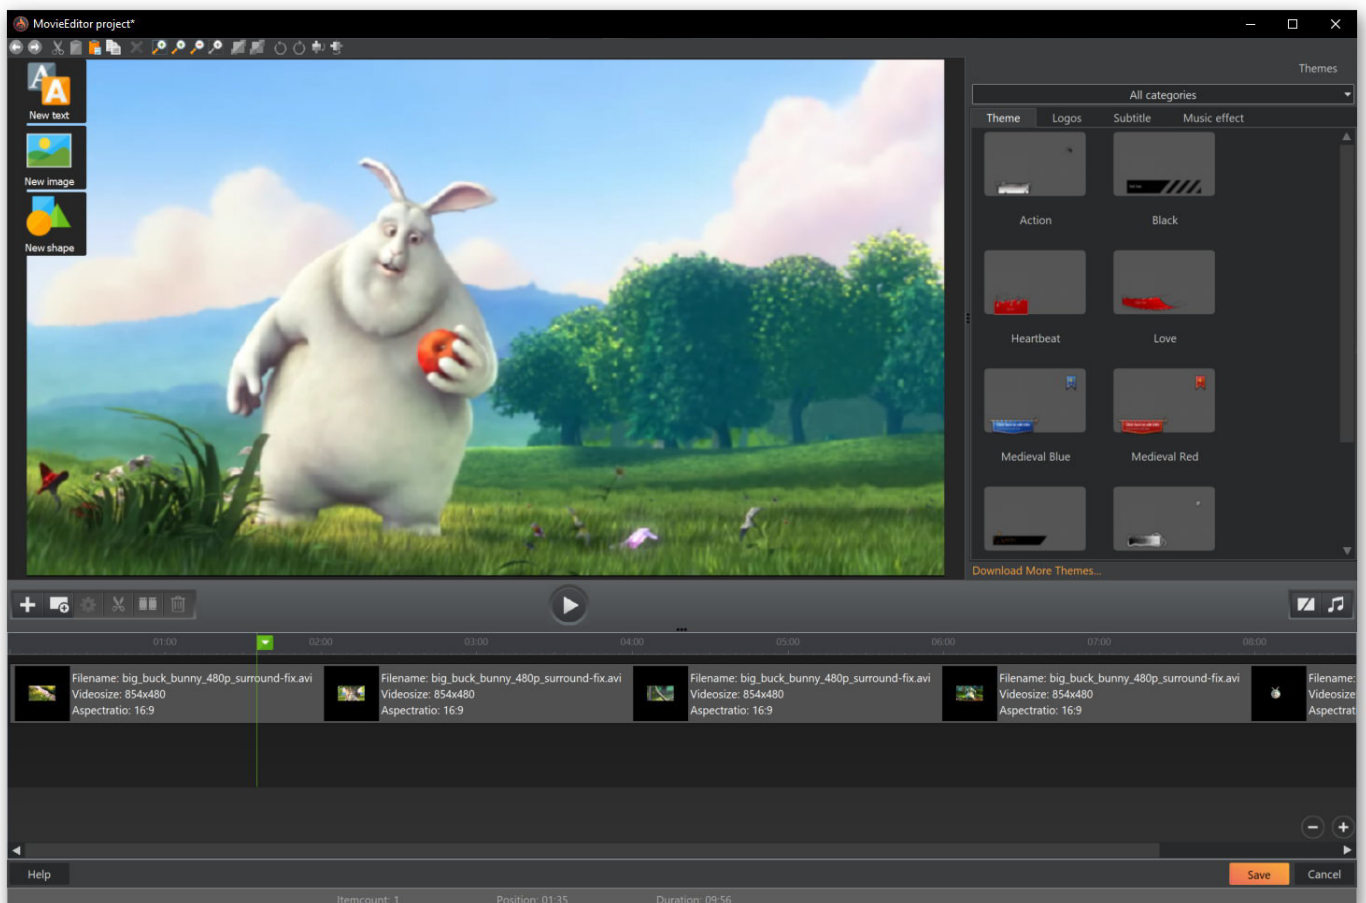 MovieEditor project*
New text
New image
New shape
Themes
All categories
Theme Logos Subtitle Music effect
Action Black
Heartbeat Love
Medieval Blue Medieval Red
Download More Themes...
01:00 02:00 03:00 04:00 05:00 06:00 07:00 08:00
Filename: big_buck_bunny_480p_surround-fix.avi
Videosize: 854x480
Aspectratio: 16:9
Filename: big_buck_bunny_480p_surround-fix.avi
Videosize: 854x480
Aspectratio: 16:9
Filename: big_buck_bunny_480p_surround-fix.avi
Videosize: 854x480
Aspectratio: 16:9
Filename: big_buck_bunny_480p_surround-fix.avi
Videosize: 854x480
Aspectratio: 16:9
Filename:
Videosize
Aspectrat
Help Save Cancel
Itemcount: 1 Position: 01:35 Duration: 09:56